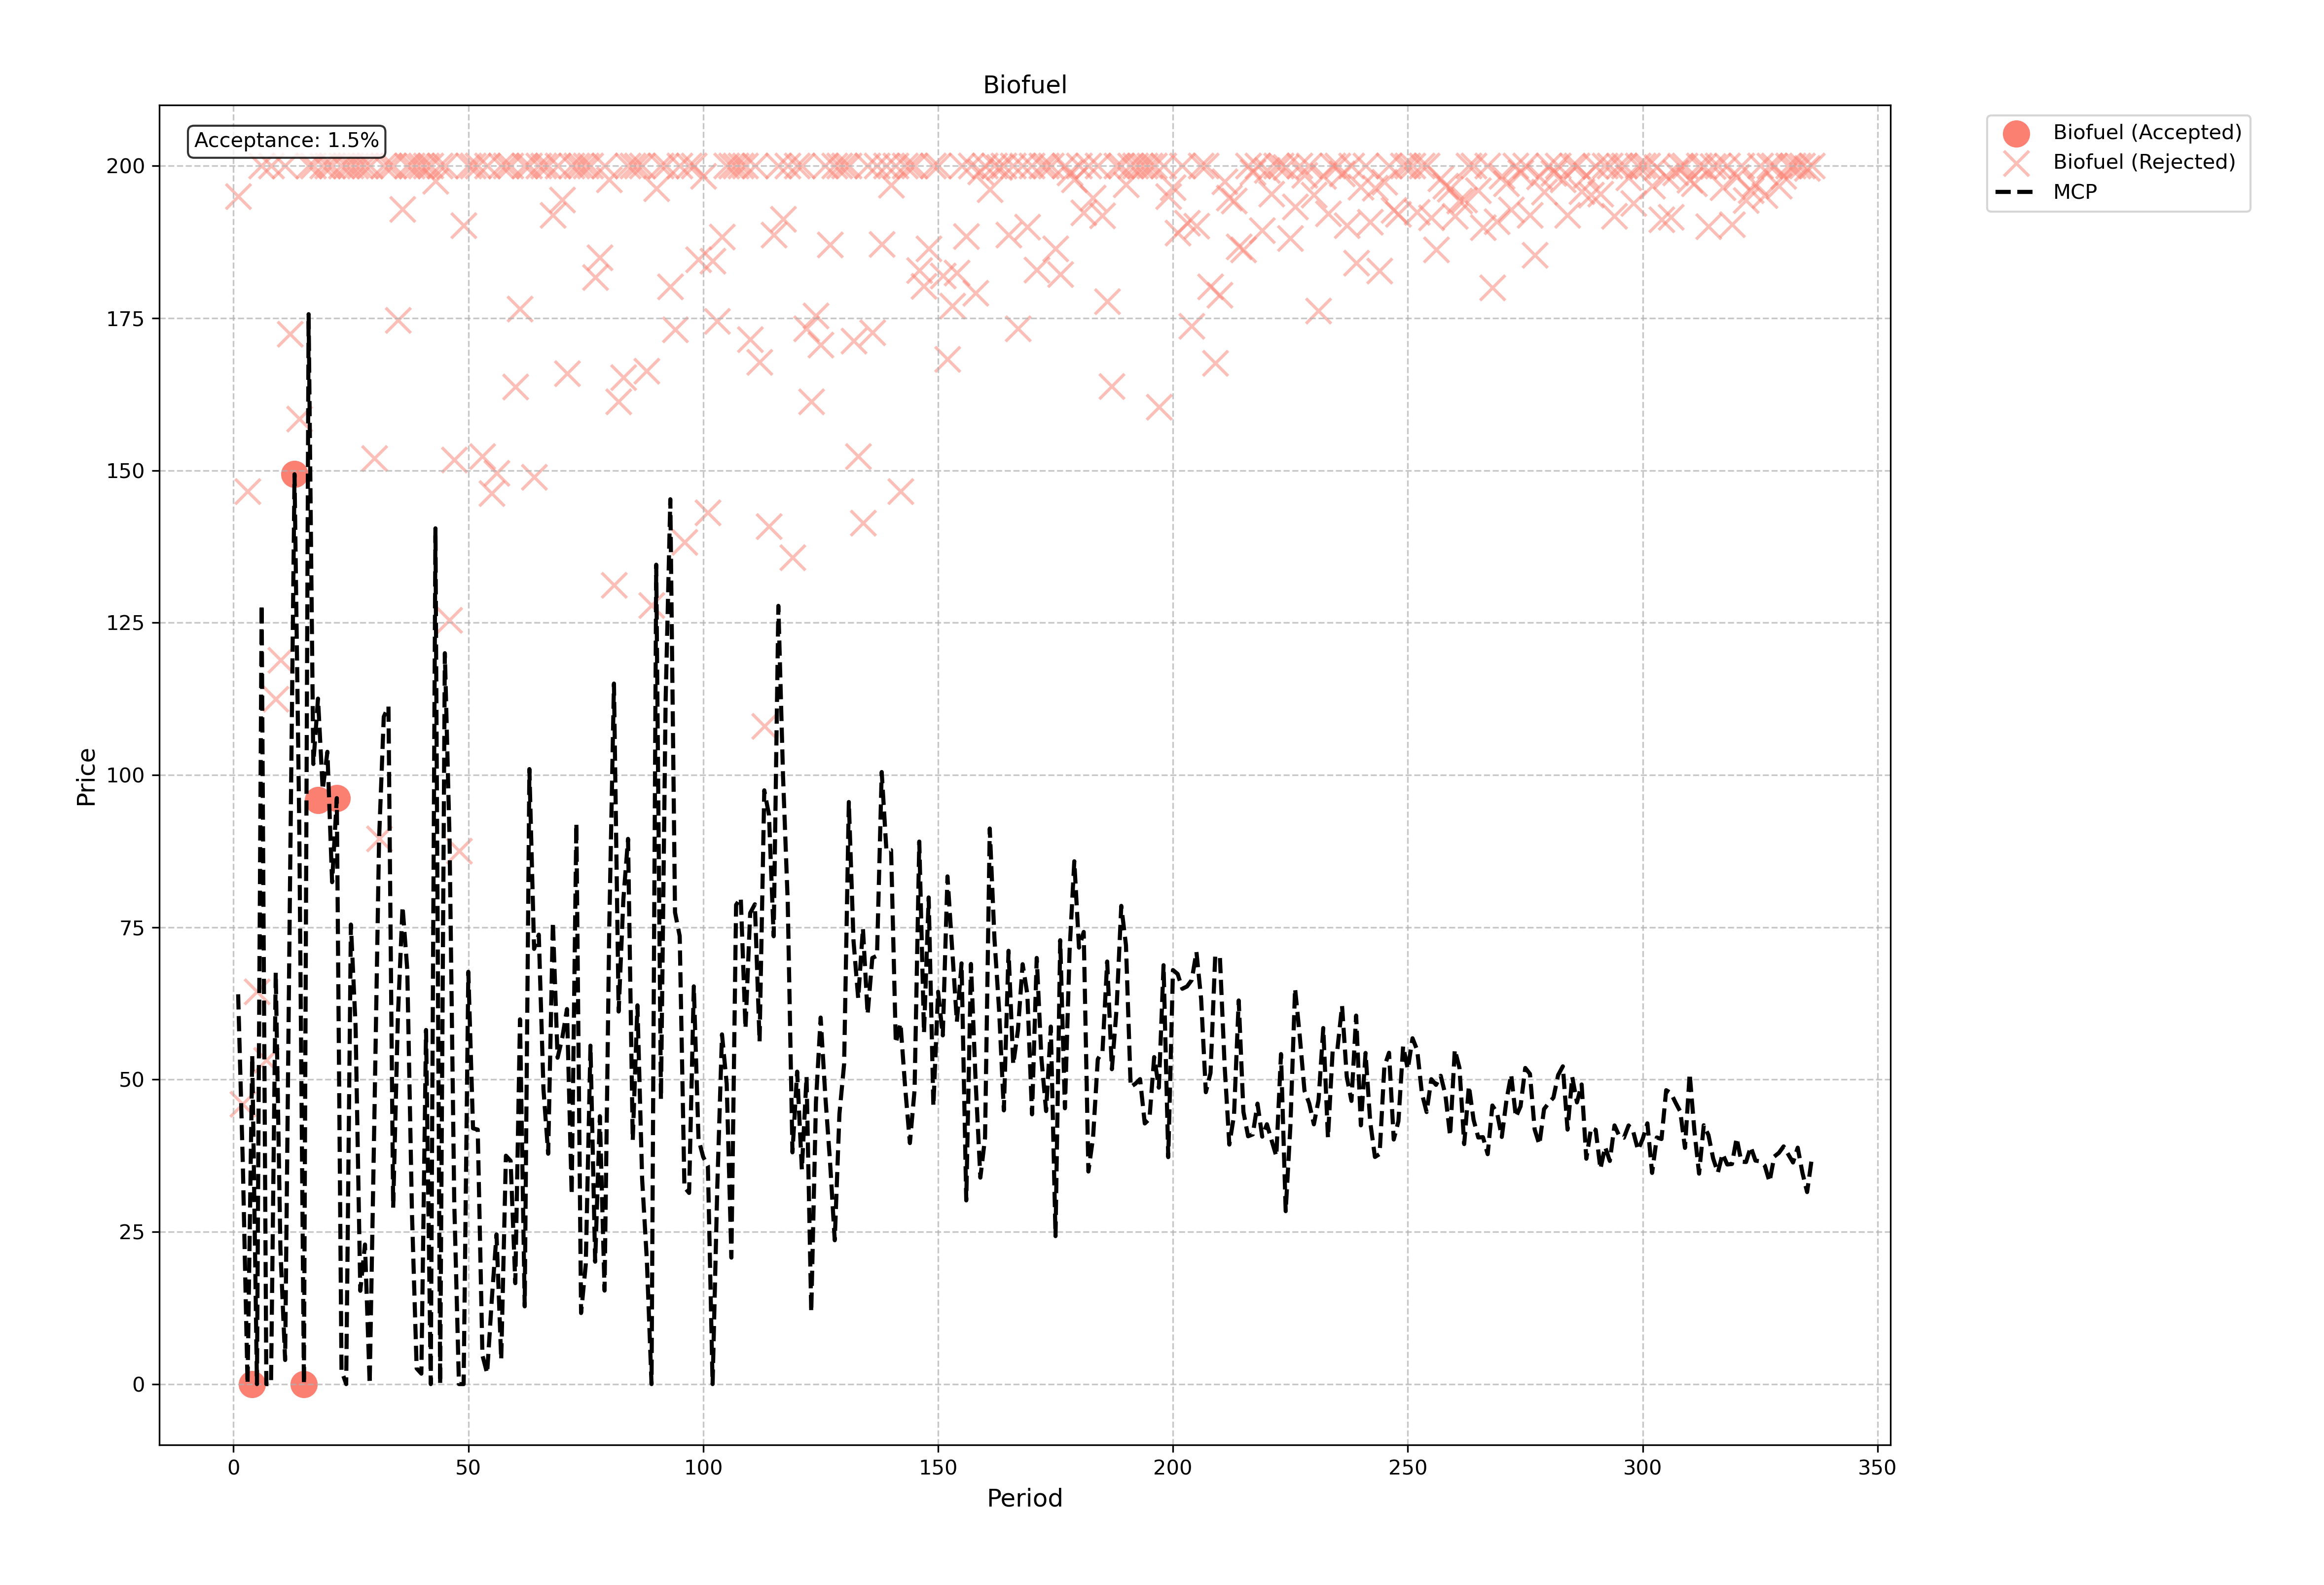 Biofuel
Acceptance: 1.5%
Biofuel (Accepted)
Biofuel (Rejected)
MCP
Price
200
175
150
125
100
75
50
25
0
0 50 100 150 200 250 300 350
Period